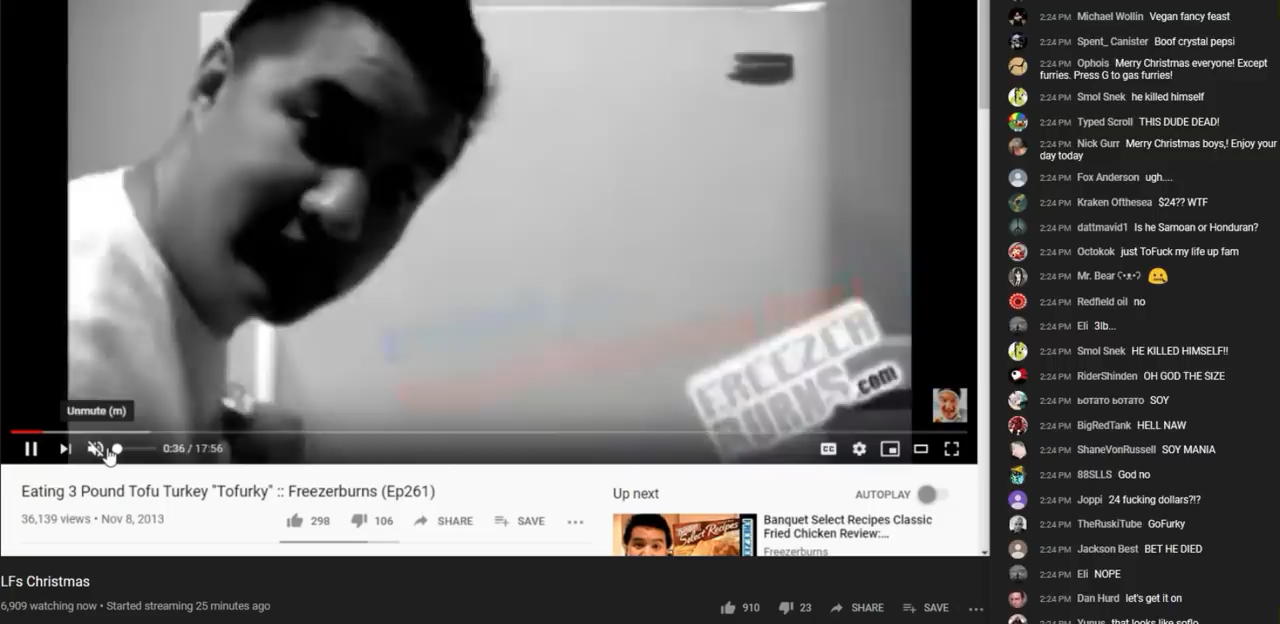 2:24 PM Michael Wollin Vegan fancy feast
2:24 PM Spent_ Canister Boof crystal pepsi
2:24 PM Ophois Merry Christmas everyone! Except
furries. Press G to gas furries!
2:24 PM Smol Snek he killed himself
2:24 PM Typed Scroll THIS DUDE DEAD!
2:24 PM Nick Gurr Merry Christmas boys,! Enjoy your
day today
2:24 PM Fox Anderson ugh....
2:24 PM Kraken Ofthesea $24?? WTF
2:24 PM dattmavid1 Is he Samoan or Honduran?
2:24 PM Octokok just ToFuck my life up fam
2:24 PM Mr. Bear ʕ•ᴥ•ʔ
2:24 PM Redfield oil no
2:24 PM Eli 3lb...
2:24 PM Smol Snek HE KILLED HIMSELF!!
2:24 PM RiderShinden OH GOD THE SIZE
2:24 PM ьотато ьотато SOY
2:24 PM BigRedTank HELL NAW
2:24 PM ShaneVonRussell SOY MANIA
2:24 PM 88SLLS God no
2:24 PM Joppi 24 fucking dollars?!?
2:24 PM TheRuskiTube GoFurky
2:24 PM Jackson Best BET HE DIED
2:24 PM Eli NOPE
2:24 PM Dan Hurd let's get it on
2:24 PM Yunus that looks like soflo
FREEZER
BURNS.com
Unmute (m)
0:36 / 17:56
CC
Eating 3 Pound Tofu Turkey "Tofurky" :: Freezerburns (Ep261)
36,139 views • Nov 8, 2013
298
106
SHARE
SAVE
Up next
AUTOPLAY
Banquet Select Recipes Classic
Fried Chicken Review:...
Freezerburns
Select Recipes
LFs Christmas
6,909 watching now • Started streaming 25 minutes ago
910
23
SHARE
SAVE